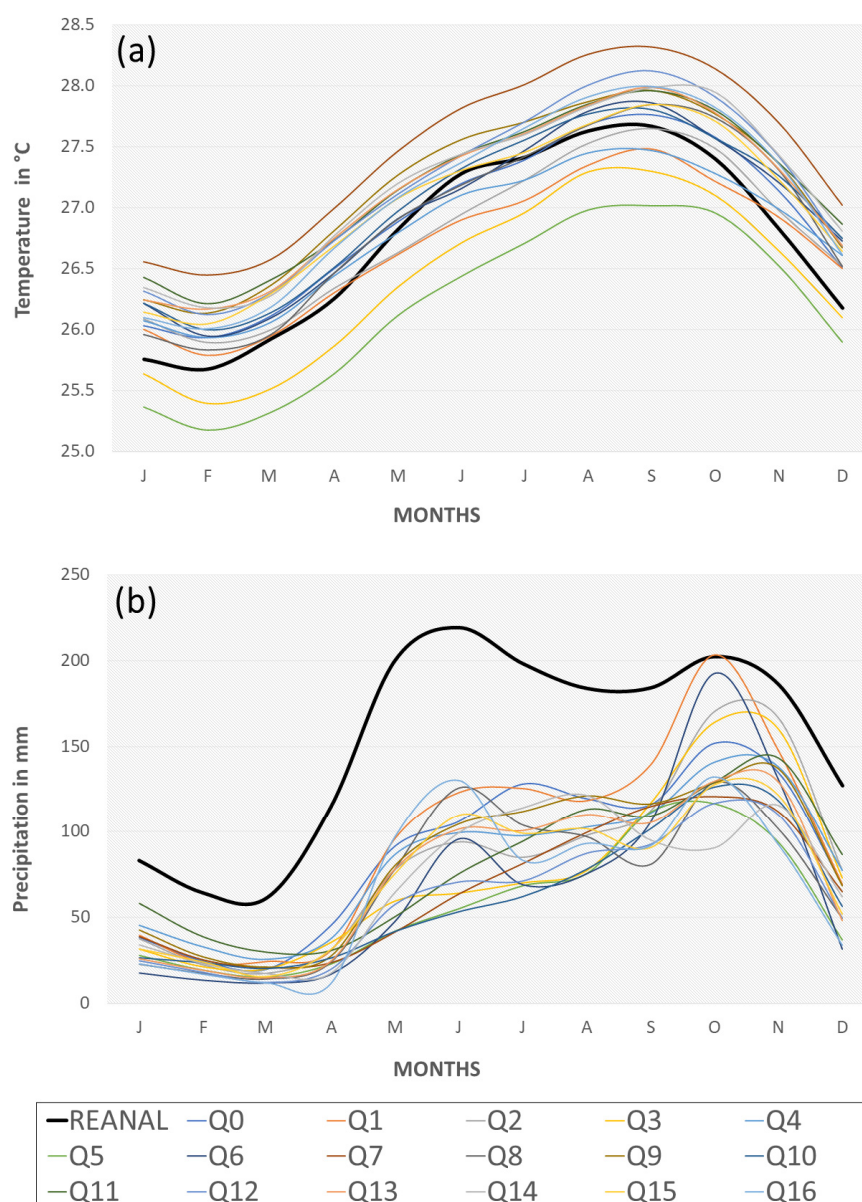 28.5
(a)
28.0
27.5
27.0
26.5
26.0
25.5
25.0
Temperature in °C
J F M A M J J A S O N D
MONTHS
250
(b)
200
150
100
50
0
Precipitation in mm
J F M A M J J A S O N D
MONTHS
REANAL Q0 Q1 Q2 Q3 Q4
Q5 Q6 Q7 Q8 Q9 Q10
Q11 Q12 Q13 Q14 Q15 Q16